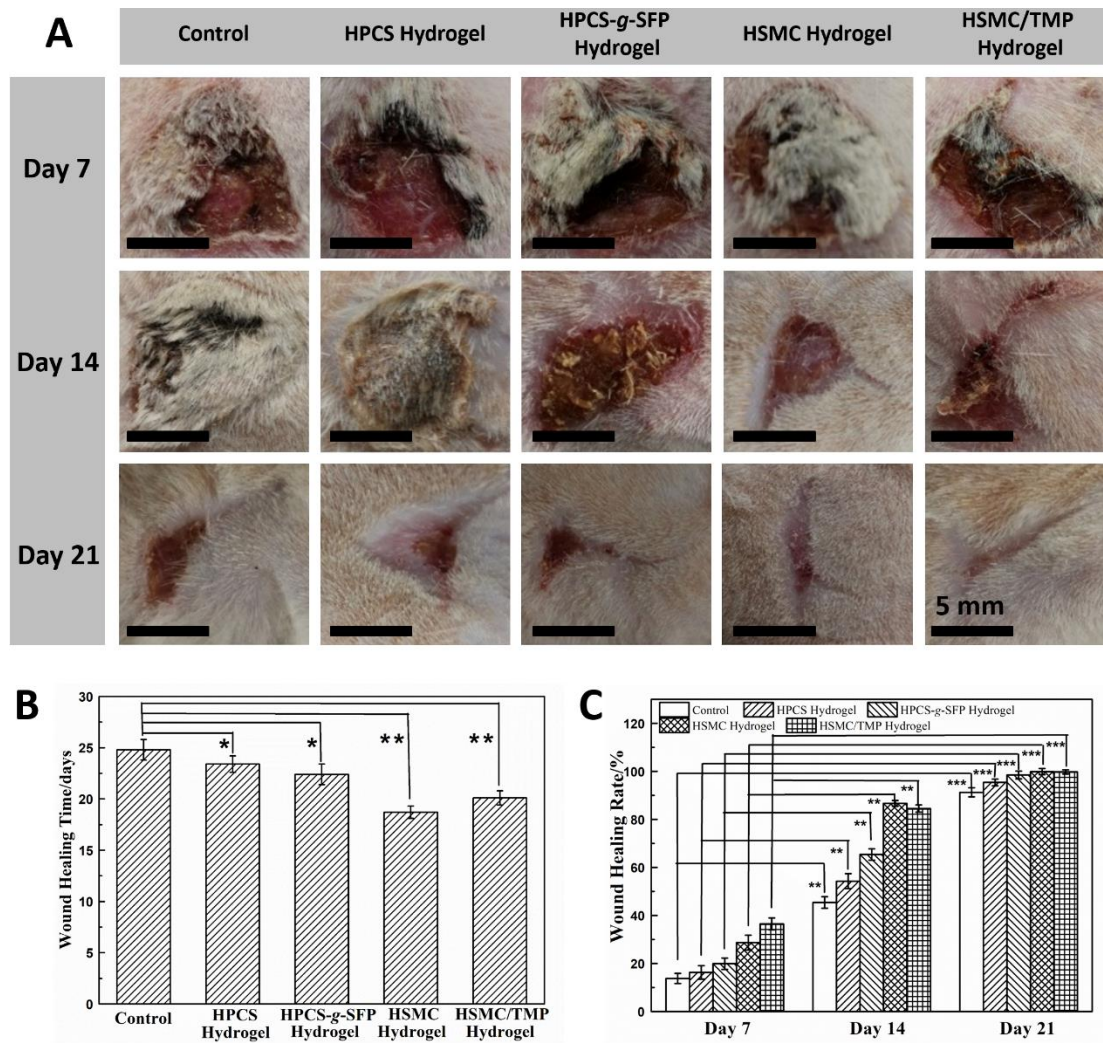 A
Control
HPCS Hydrogel
HPCS-g-SFP
Hydrogel
HSMC Hydrogel
HSMC/TMP
Hydrogel
Day 7
Day 14
Day 21
5 mm
B
30
25
20
15
10
5
0
Wound Healing Time/days
*
*
**
**
Control
HPCS
Hydrogel
HPCS-g-SFP
Hydrogel
HSMC
Hydrogel
HSMC/TMP
Hydrogel
C
Control
HPCS Hydrogel
HPCS-g-SFP Hydrogel
HSMC Hydrogel
HSMC/TMP Hydrogel
120
100
80
60
40
20
0
Wound Healing Rate/%
**
**
**
**
**
***
***
***
***
***
Day 7
Day 14
Day 21